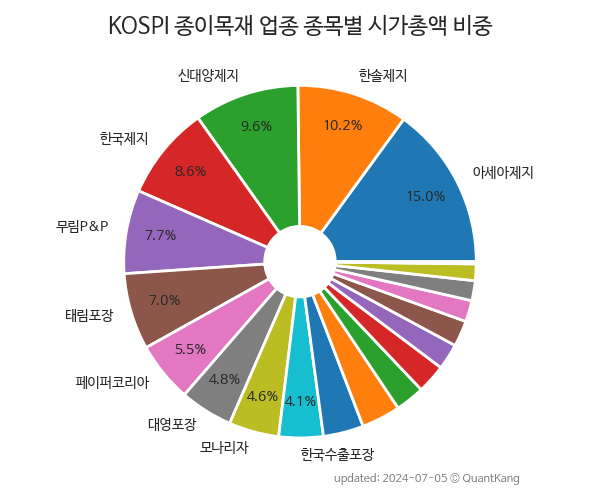 KOSPI 종이목재 업종 종목별 시가총액 비중
신대양제지
한솔제지
9.6%
10.2%
한국제지
8.6%
아세아제지
15.0%
무림P&P
7.7%
태림포장
7.0%
페이퍼코리아
5.5%
대영포장
4.8%
모나리자
4.6%
4.1%
한국수출포장
updated: 2024-07-05 © QuantKang